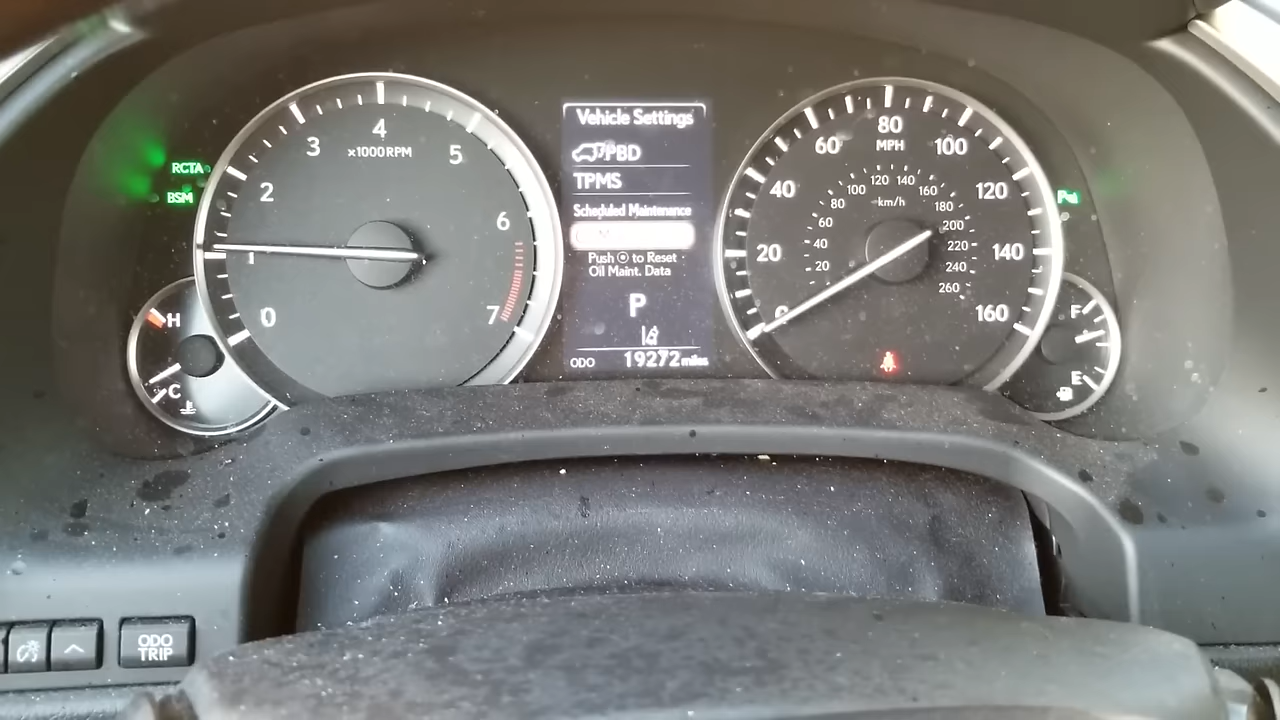 RCTA
BSM
0
1
2
3
4
5
6
7
x1000RPM
H
C
Vehicle Settings
PBD
TPMS
Scheduled Maintenance
Push to Reset
Oil Maint. Data
P
ODO 19272 miles
0
20
40
60
80
100
120
140
160
MPH
20
40
60
80
100
120
140
160
180
200
220
240
260
km/h
F
E
ODO
TRIP